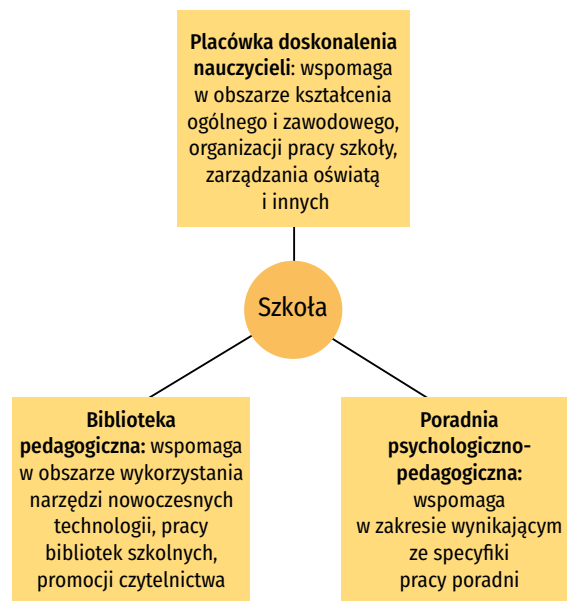 Placówka doskonalenia
nauczycieli: wspomaga
w obszarze kształcenia
ogólnego i zawodowego,
organizacji pracy szkoły,
zarządzania oświatą
i innych
Szkoła
Biblioteka
pedagogiczna: wspomaga
w obszarze wykorzystania
narzędzi nowoczesnych
technologii, pracy
bibliotek szkolnych,
promocji czytelnictwa
Poradnia
psychologiczno-
pedagogiczna:
wspomaga
w zakresie wynikającym
ze specyfiki
pracy poradni